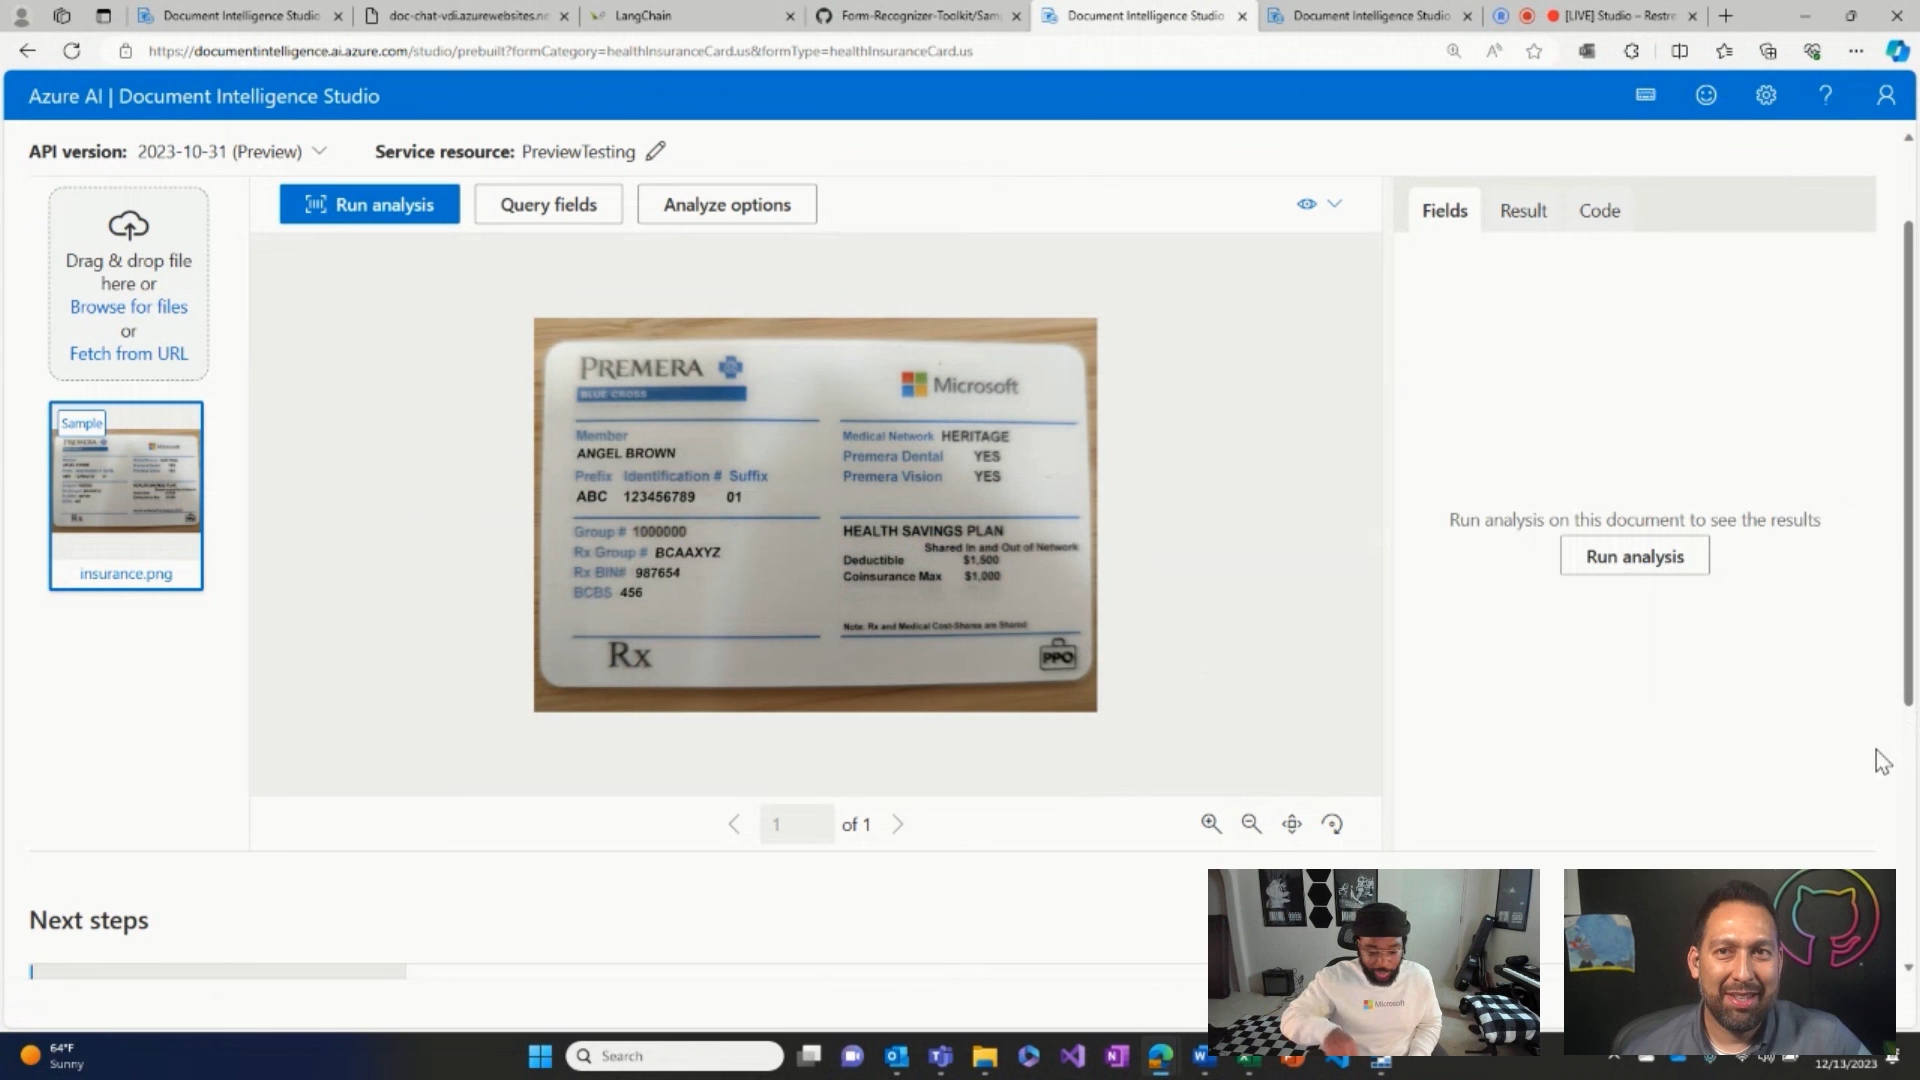 Document Intelligence Studio
doc-chat-vdi.azurewebsites.ne
LangChain
Form-Recognizer-Toolkit/Sam
Document Intelligence Studio
Document Intelligence Studio
[LIVE] Studio – Restre
https://documentintelligence.ai.azure.com/studio/prebuilt?formCategory=healthInsuranceCard.us&formType=healthInsuranceCard.us
Azure AI | Document Intelligence Studio
API version: 2023-10-31 (Preview)
Service resource: PreviewTesting
Drag & drop file
here or
Browse for files
or
Fetch from URL
Sample
insurance.png
Run analysis
Query fields
Analyze options
PREMERA
BLUE CROSS
Microsoft
Member
ANGEL BROWN
Prefix Identification # Suffix
ABC 123456789 01
Group # 1000000
Rx Group # BCAAXYZ
Rx BIN# 987654
BCBS 456
Rx
Medical Network HERITAGE
Premera Dental YES
Premera Vision YES
HEALTH SAVINGS PLAN
Shared In and Out of Network
Deductible $1,500
Coinsurance Max $1,000
Note: Rx and Medical Cost-Shares are Shared
PPO
1 of 1
Fields
Result
Code
Run analysis on this document to see the results
Run analysis
Next steps
Microsoft
64°F
Sunny
Search
12/13/2023